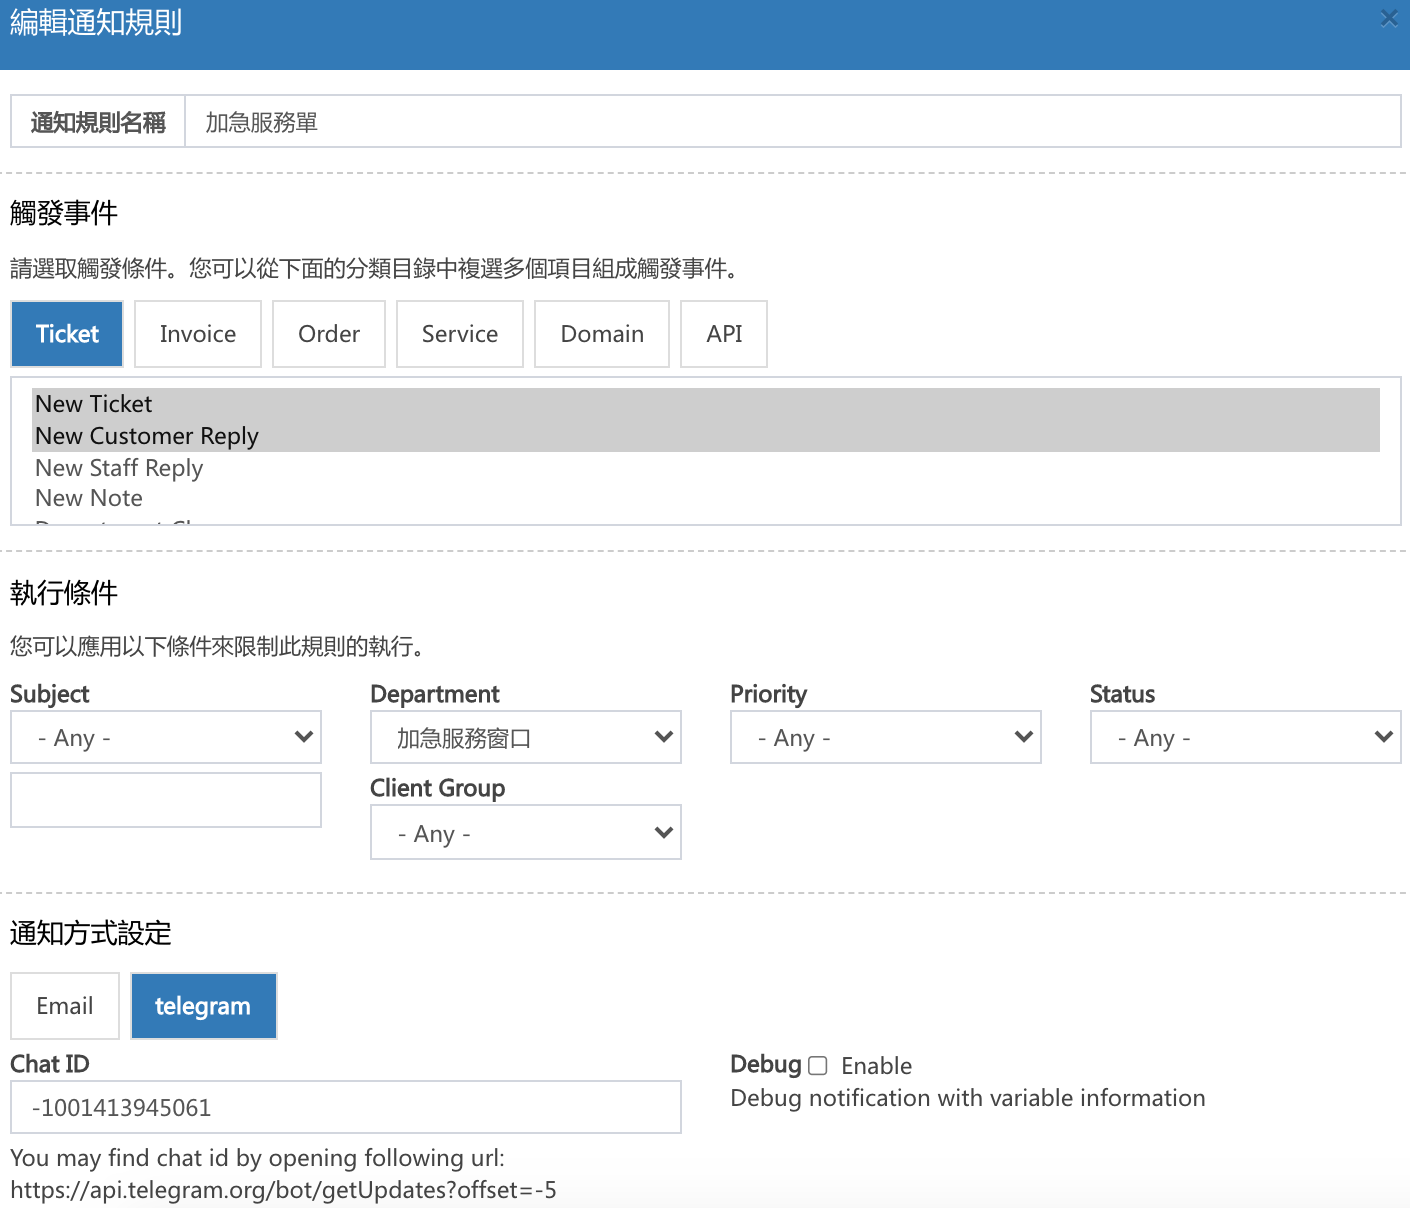 編輯通知規則
通知規則名稱 加急服務單
觸發事件
請選取觸發條件。您可以從下面的分類目錄中複選多個項目組成觸發事件。
Ticket Invoice Order Service Domain API
New Ticket
New Customer Reply
New Staff Reply
New Note
執行條件
您可以應用以下條件來限制此規則的執行。
Subject Department Priority Status
- Any - 加急服務窗口 - Any - - Any -
Client Group
- Any -
通知方式設定
Email telegram
Chat ID Debug Enable
-1001413945061 Debug notification with variable information
You may find chat id by opening following url:
https://api.telegram.org/bot/getUpdates?offset=-5